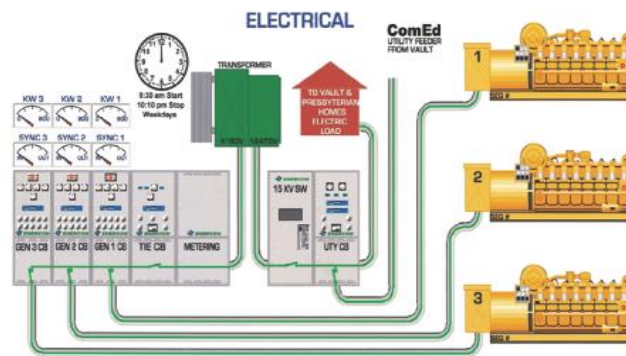 ELECTRICAL
ComEd
UTILITY FEEDER
FROM VAULT
1
TRANSFORMER
8:30 am Start
10:10 pm Stop
Weekdays
TO VAULT &
PRESBYTERIAN
HOMES
ELECTRIC
LOAD
KW 3
KW 2
KW 1
4160V
12470V
SYNC 3
SYNC 2
SYNC 1
15 KV SW
2
GEN 3 CB
GEN 2 CB
GEN 1 CB
TIE CB
METERING
UTY CB
3